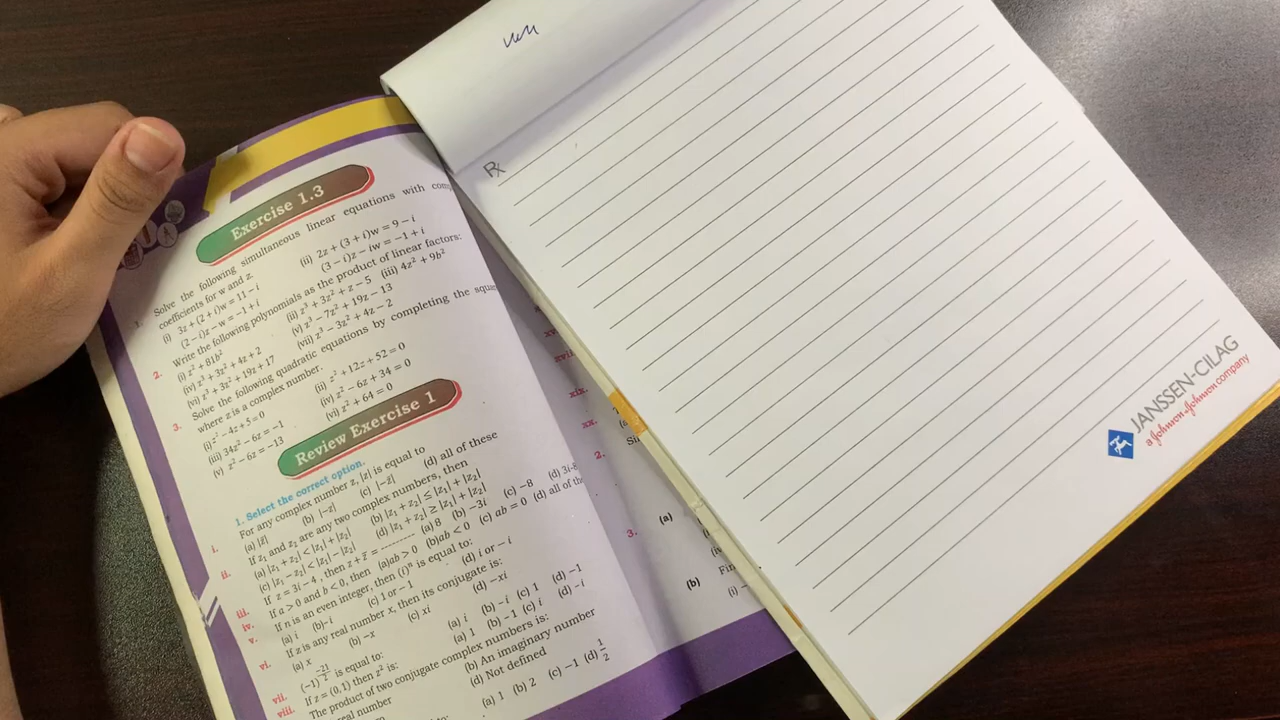 Exercise 1.3
1. Solve the following simultaneous linear equations with
coefficients for w and z.
(i) 3z + (2 + i)w = 11 − i (ii) 2z + (3 + i)w = 9 − i
(2 − i)z − w = −1 + i (3 − i)z − iw = −1 + i
2. Write the following polynomials as the product of linear factors:
(i) z² + 81b² (ii) z³ + 3z² + z − 5 (iii) 4z² + 9b²
(iv) z³ + 3z² + 4z + 2 (v) z³ − 7z² + 19z − 13
(vi) z³ + 3z² + 19z + 17 (vii) z³ − 3z² + 4z − 2
3. Solve the following quadratic equations by completing the
where z is a complex number.
(i) z² − 4z + 5 = 0 (ii) z² + 12z + 52 = 0
(iii) 34z² − 6z = −1 (iv) z² − 6z + 34 = 0
(v) z² − 6z = −13 (vi) z² + 64 = 0
Review Exercise 1
1. Select the correct option.
i. For any complex number z, |z| is equal to
(a) |z̄| (b) |−z| (c) |−z̄| (d) all of these
ii. If z₁ and z₂ are any two complex numbers, then
(a) |z₁ + z₂| < |z₁| + |z₂| (b) |z₁ + z₂| ≤ |z₁| + |z₂|
(c) |z₁ − z₂| < |z₁| − |z₂| (d) |z₁ + z₂| ≥ |z₁| + |z₂|
iii. If z = 3i − 4, then z + z̄ = ---------- (a) 8 (b) −3i (c) −8 (d)
iv. If a > 0 and b < 0, then (a) ab > 0 (b) ab < 0 (c) ab = 0 (d) all of
v. If n is an even integer, then (i)ⁿ is equal to:
(a) i (b) −i (c) 1 or − 1 (d) i or − i
vi. If z is any real number x, then its conjugate is:
(a) x (b) −x (c) xi (d) −xi
vii. (−1)^(−21/2) is equal to: (a) i (b) −i (c) 1 (d) −1
viii. If z = (0, 1) then z² is: (a) 1 (b) −1 (c) i (d) −i
The product of two conjugate complex numbers is:
real number (b) An imaginary number
(d) Not defined
(a) 1 (b) 2 (c) −1 (d) 1/2
xix.
xx.
2.
3. (a)
(b)
(i)
℞
JANSSEN-CILAG
a Johnson & Johnson company